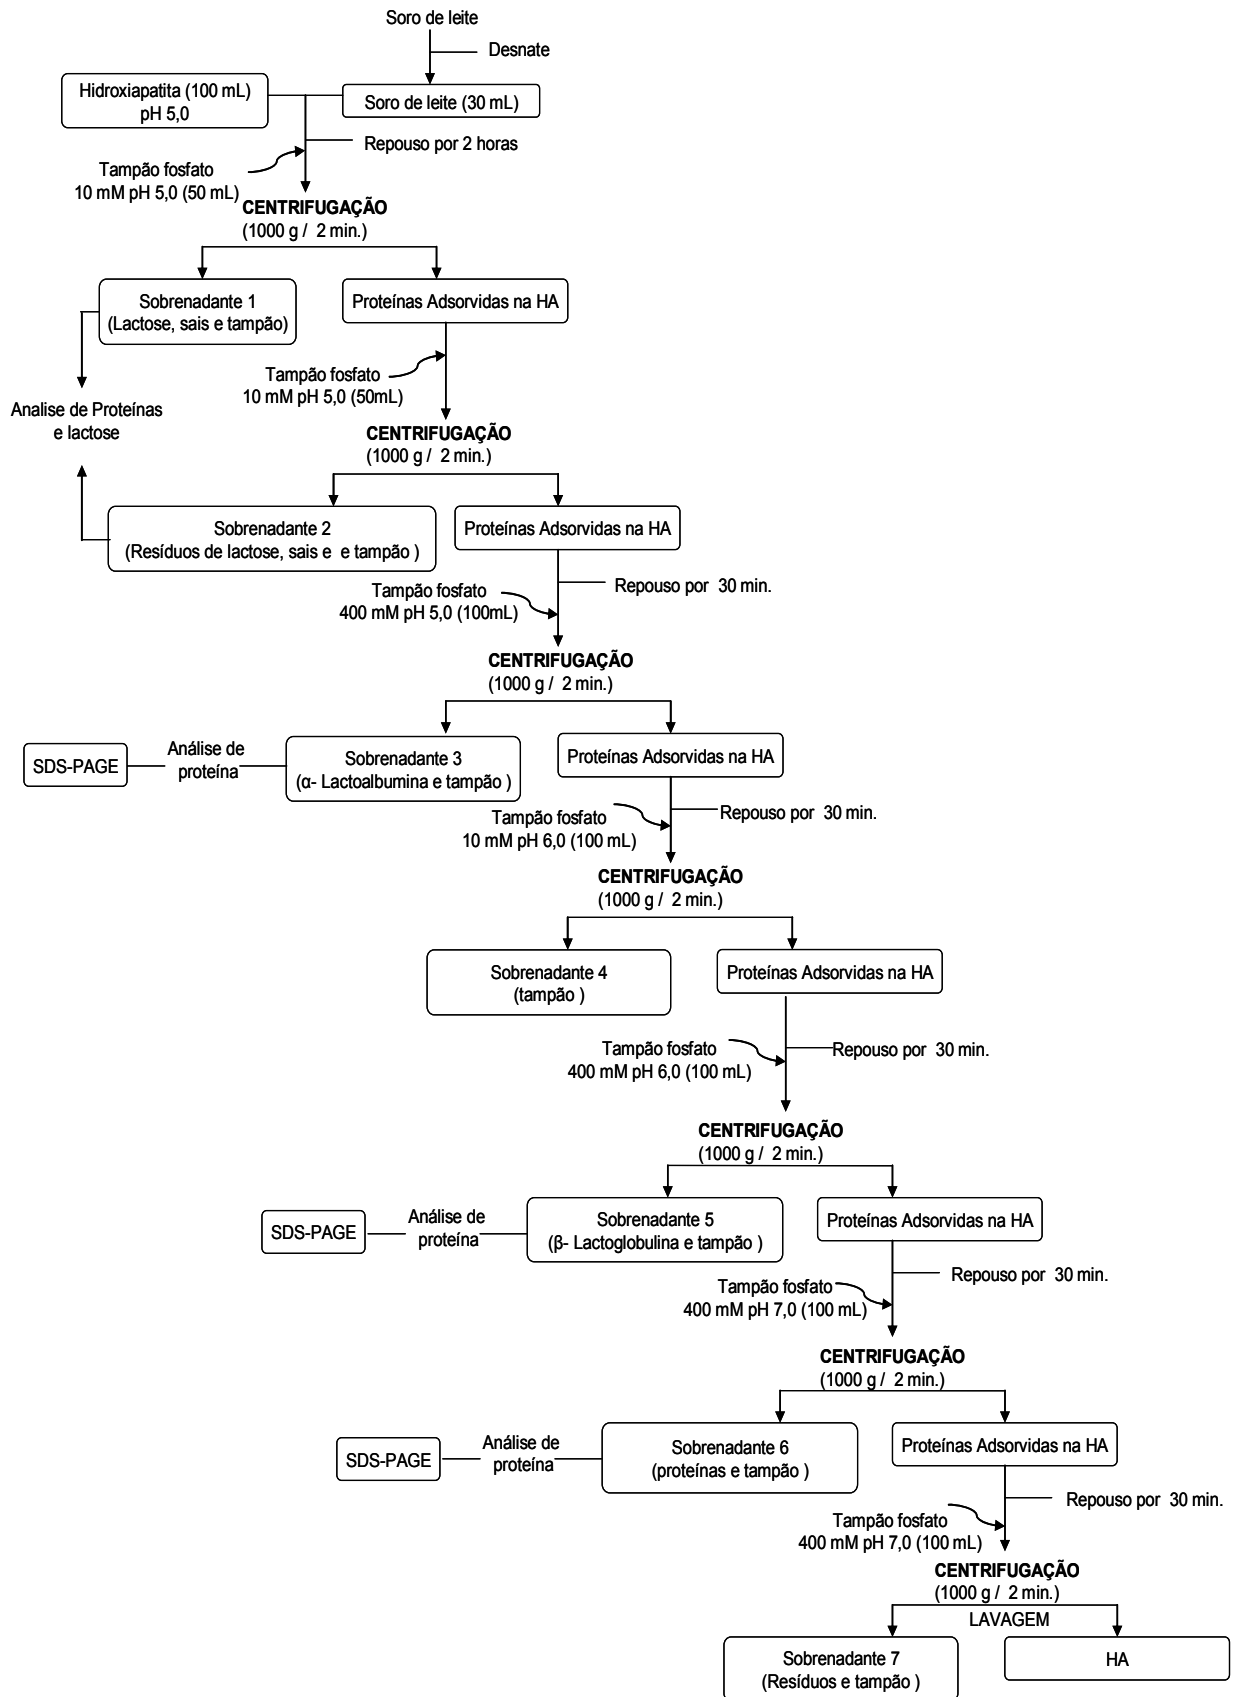 Soro de leite
Desnate
Hidroxiapatita (100 mL)
pH 5,0
Soro de leite (30 mL)
Repouso por 2 horas
Tampão fosfato
10 mM pH 5,0 (50 mL)
CENTRIFUGAÇÃO
(1000 g / 2 min.)
Sobrenadante 1
(Lactose, sais e tampão)
Proteínas Adsorvidas na HA
Tampão fosfato
10 mM pH 5,0 (50mL)
Analise de Proteínas
e lactose
CENTRIFUGAÇÃO
(1000 g / 2 min.)
Sobrenadante 2
(Resíduos de lactose, sais e e tampão )
Proteínas Adsorvidas na HA
Repouso por 30 min.
Tampão fosfato
400 mM pH 5,0 (100mL)
CENTRIFUGAÇÃO
(1000 g / 2 min.)
SDS-PAGE
Análise de
proteína
Sobrenadante 3
(α- Lactoalbumina e tampão )
Proteínas Adsorvidas na HA
Repouso por 30 min.
Tampão fosfato
10 mM pH 6,0 (100 mL)
CENTRIFUGAÇÃO
(1000 g / 2 min.)
Sobrenadante 4
(tampão )
Proteínas Adsorvidas na HA
Repouso por 30 min.
Tampão fosfato
400 mM pH 6,0 (100 mL)
CENTRIFUGAÇÃO
(1000 g / 2 min.)
SDS-PAGE
Análise de
proteína
Sobrenadante 5
(β- Lactoglobulina e tampão )
Proteínas Adsorvidas na HA
Repouso por 30 min.
Tampão fosfato
400 mM pH 7,0 (100 mL)
CENTRIFUGAÇÃO
(1000 g / 2 min.)
SDS-PAGE
Análise de
proteína
Sobrenadante 6
(proteínas e tampão )
Proteínas Adsorvidas na HA
Repouso por 30 min.
Tampão fosfato
400 mM pH 7,0 (100 mL)
CENTRIFUGAÇÃO
(1000 g / 2 min.)
LAVAGEM
Sobrenadante 7
(Resíduos e tampão )
HA